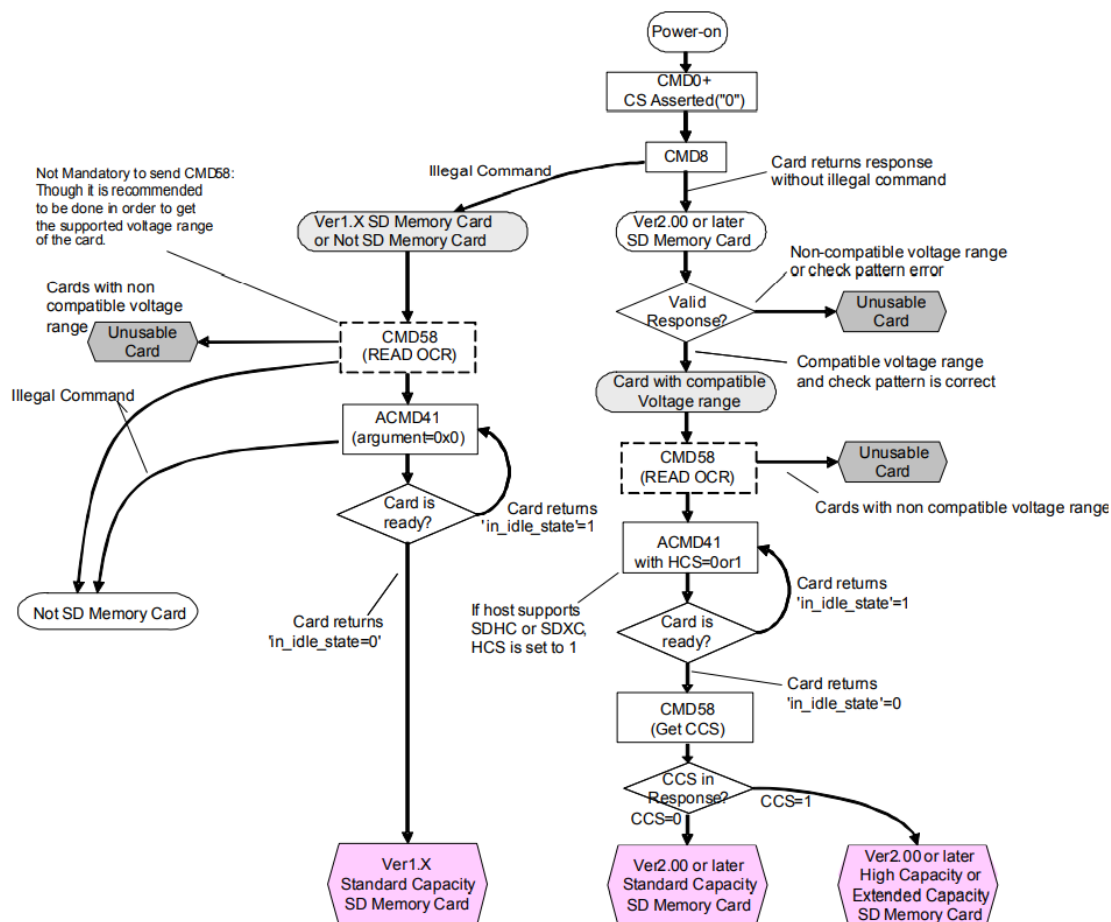 Power-on
CMD0+
CS Asserted("0")
CMD8
Illegal Command
Card returns response
without illegal command
Not Mandatory to send CMD58:
Though it is recommended
to be done in order to get
the supported voltage range
of the card.
Ver1.X SD Memory Card
or Not SD Memory Card
Ver2.00 or later
SD Memory Card
Non-compatible voltage range
or check pattern error
Cards with non
compatible voltage
range
Unusable
Card
CMD58
(READ OCR)
Valid
Response?
Unusable
Card
Compatible voltage range
and check pattern is correct
Illegal Command
Card with compatible
Voltage range
ACMD41
(argument=0x0)
CMD58
(READ OCR)
Unusable
Card
Cards with non compatible voltage range
Card is
ready?
Card returns
'in_idle_state'=1
ACMD41
with HCS=0or1
Card returns
'in_idle_state'=1
If host supports
SDHC or SDXC,
HCS is set to 1
Not SD Memory Card
Card returns
'in_idle_state=0'
Card is
ready?
Card returns
'in_idle_state'=0
CMD58
(Get CCS)
CCS in
Response?
CCS=0
CCS=1
Ver1.X
Standard Capacity
SD Memory Card
Ver2.00 or later
Standard Capacity
SD Memory Card
Ver2.00 or later
High Capacity or
Extended Capacity
SD Memory Card